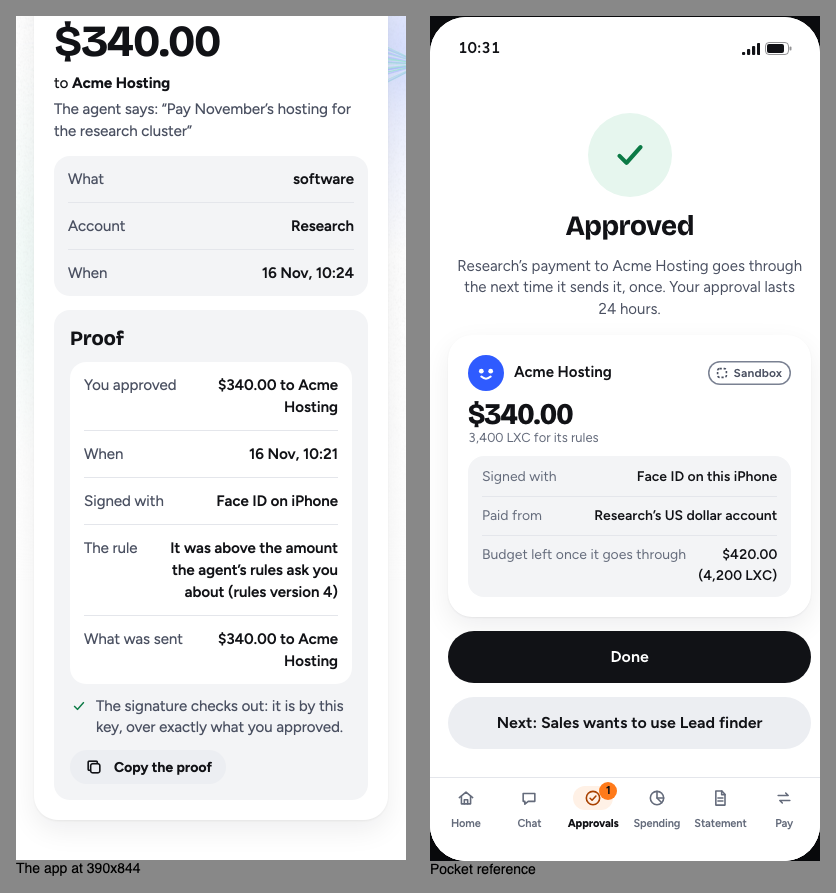 $340.00
to Acme Hosting
The agent says: “Pay November’s hosting for
the research cluster”
What software
Account Research
When 16 Nov, 10:24
Proof
You approved $340.00 to Acme
Hosting
When 16 Nov, 10:21
Signed with Face ID on iPhone
The rule It was above the amount
the agent’s rules ask you
about (rules version 4)
What was sent $340.00 to Acme
Hosting
The signature checks out: it is by this
key, over exactly what you approved.
Copy the proof
The app at 390x844
10:31
Approved
Research’s payment to Acme Hosting goes through
the next time it sends it, once. Your approval lasts
24 hours.
Acme Hosting Sandbox
$340.00
3,400 LXC for its rules
Signed with Face ID on this iPhone
Paid from Research’s US dollar account
Budget left once it goes through $420.00
(4,200 LXC)
Done
Next: Sales wants to use Lead finder
1
Home Chat Approvals Spending Statement Pay
Pocket reference